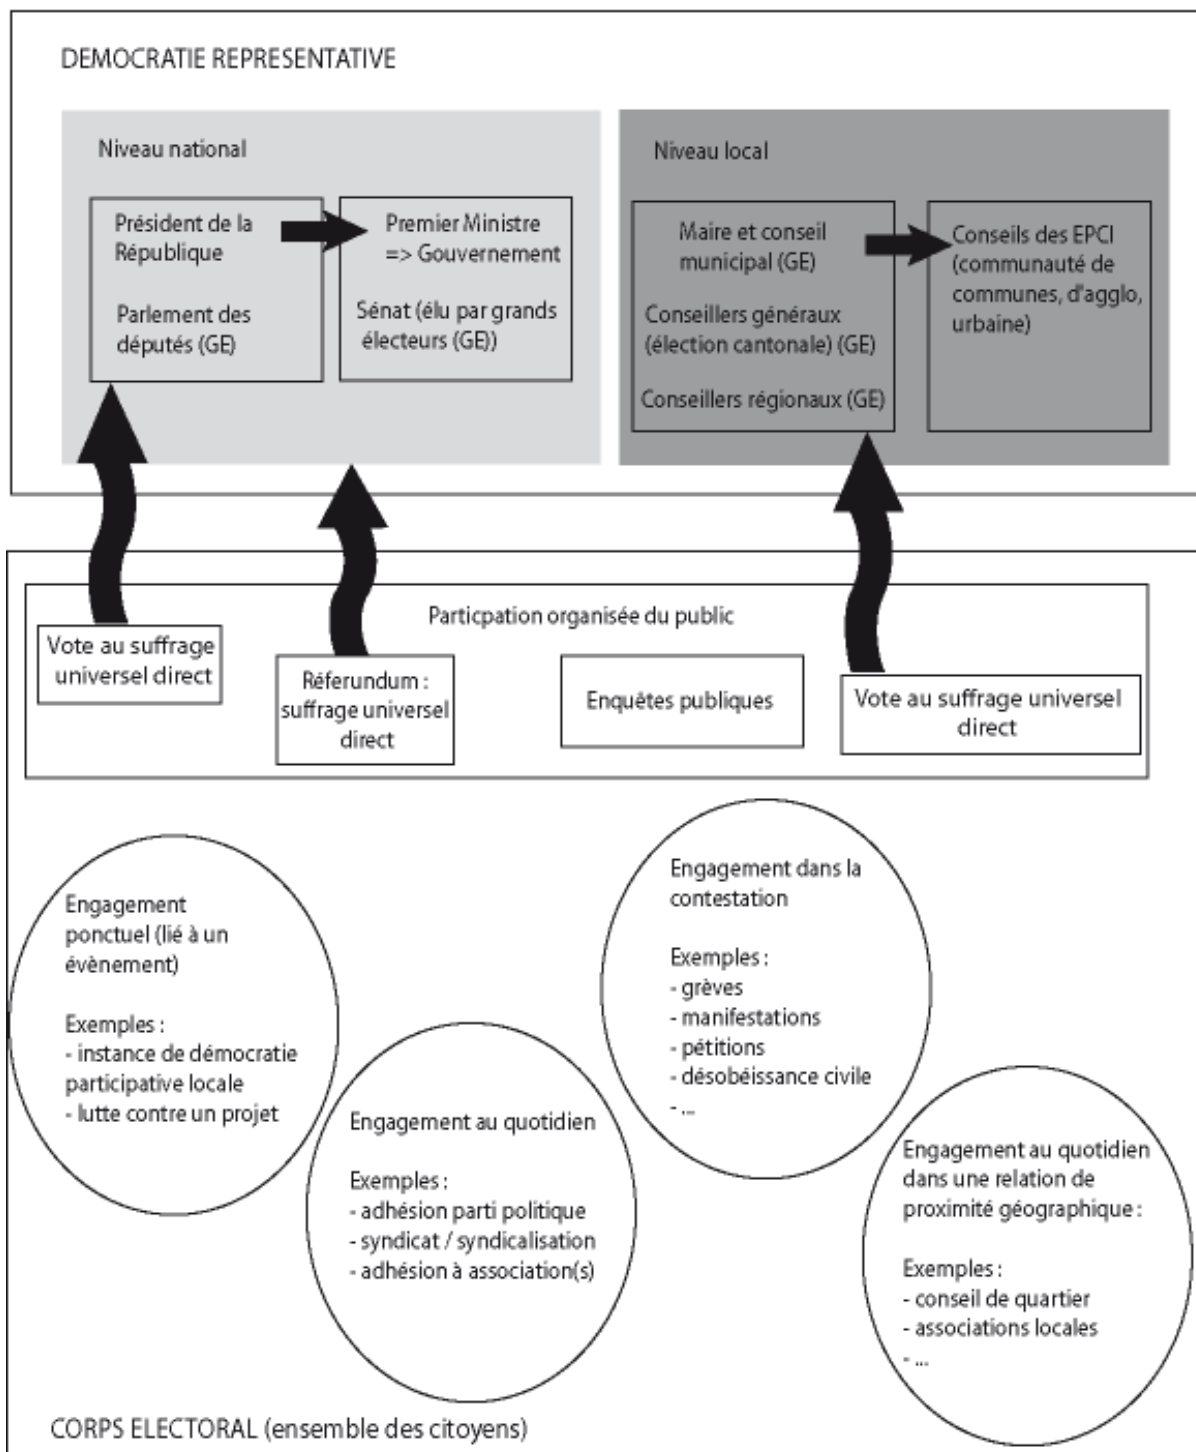 DEMOCRATIE REPRESENTATIVE
Niveau national
Président de la
République
Parlement des
députés (GE)
Premier Ministre
=> Gouvernement
Sénat (élu par grands
électeurs (GE))
Niveau local
Maire et conseil
municipal (GE)
Conseillers généraux
(élection cantonale) (GE)
Conseillers régionaux (GE)
Conseils des EPCI
(communauté de
communes, d'agglo,
urbaine)
Particpation organisée du public
Vote au suffrage
universel direct
Réferundum :
suffrage universel
direct
Enquêtes publiques
Vote au suffrage universel
direct
Engagement
ponctuel (lié à un
évènement)
Exemples :
- instance de démocratie
participative locale
- lutte contre un projet
Engagement au quotidien
Exemples :
- adhésion parti politique
- syndicat / syndicalisation
- adhésion à association(s)
Engagement dans la
contestation
Exemples :
- grèves
- manifestations
- pétitions
- désobéissance civile
- ...
Engagement au quotidien
dans une relation de
proximité géographique :
Exemples :
- conseil de quartier
- associations locales
- ...
CORPS ELECTORAL (ensemble des citoyens)